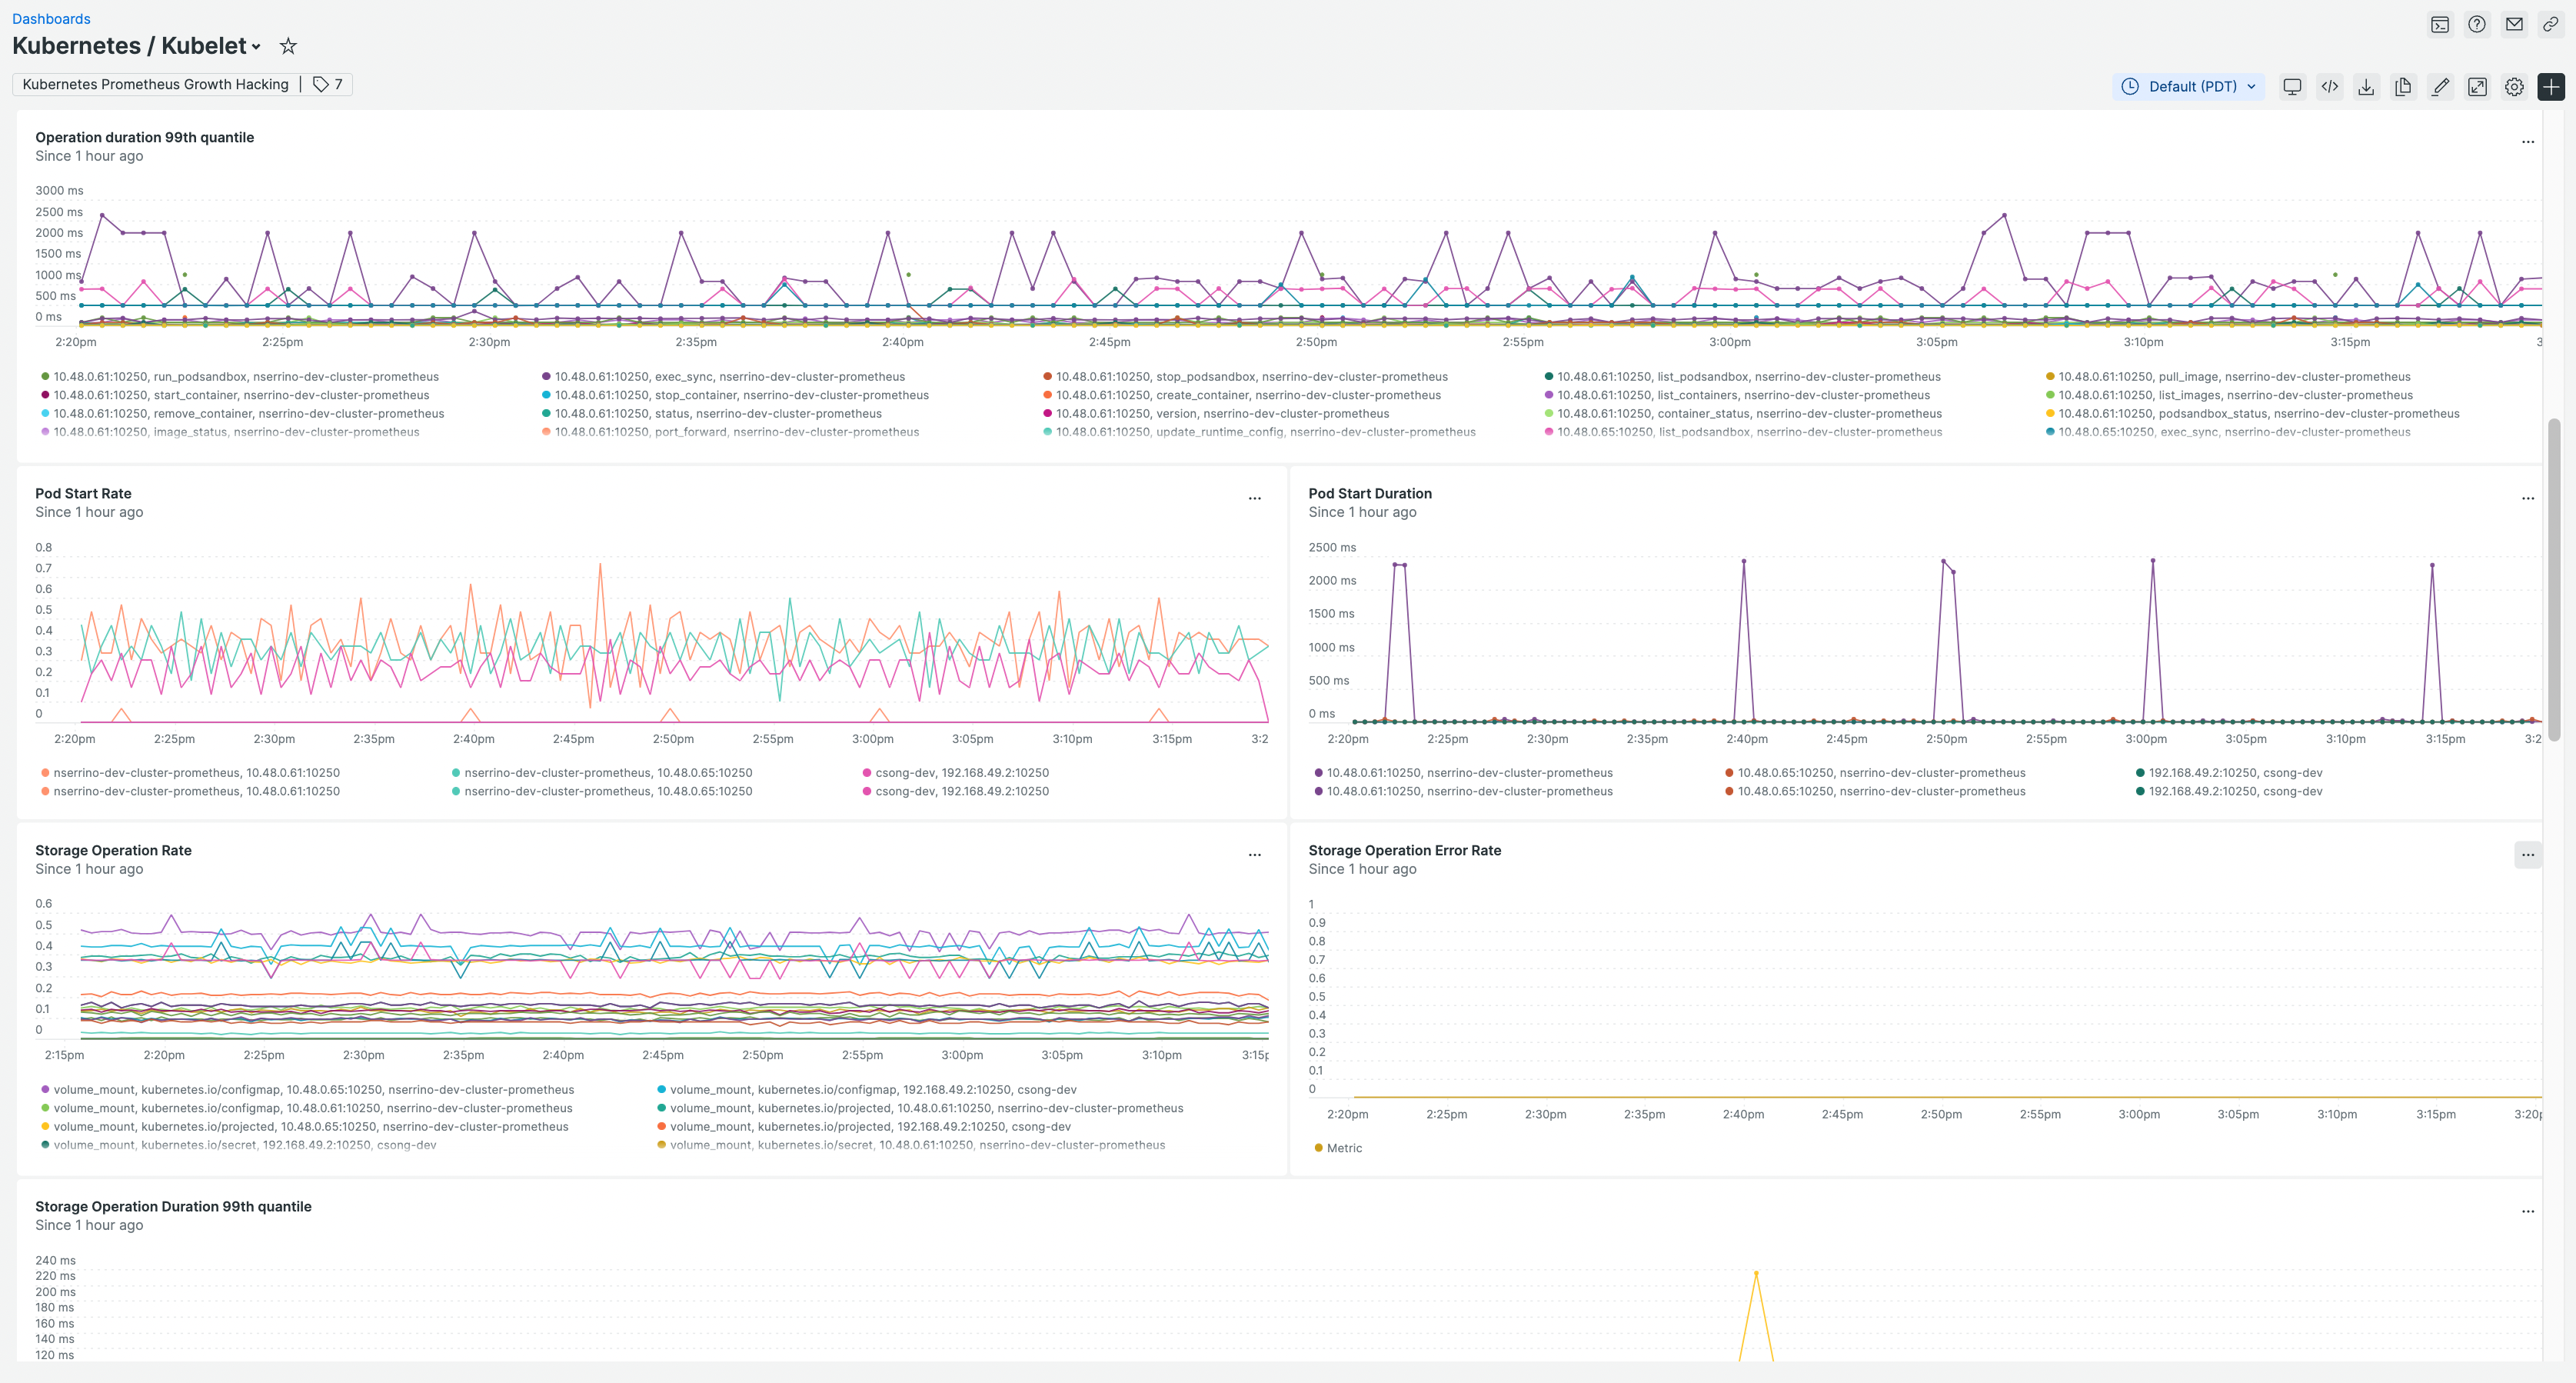 Dashboards
Kubernetes / Kubelet
Kubernetes Prometheus Growth Hacking | 7
Default (PDT)
Operation duration 99th quantile
Since 1 hour ago
3000 ms
2500 ms
2000 ms
1500 ms
1000 ms
500 ms
0 ms
2:20pm 2:25pm 2:30pm 2:35pm 2:40pm 2:45pm 2:50pm 2:55pm 3:00pm 3:05pm 3:10pm 3:15pm 3
10.48.0.61:10250, run_podsandbox, nserrino-dev-cluster-prometheus 10.48.0.61:10250, exec_sync, nserrino-dev-cluster-prometheus 10.48.0.61:10250, stop_podsandbox, nserrino-dev-cluster-prometheus 10.48.0.61:10250, list_podsandbox, nserrino-dev-cluster-prometheus 10.48.0.61:10250, pull_image, nserrino-dev-cluster-prometheus
10.48.0.61:10250, start_container, nserrino-dev-cluster-prometheus 10.48.0.61:10250, stop_container, nserrino-dev-cluster-prometheus 10.48.0.61:10250, create_container, nserrino-dev-cluster-prometheus 10.48.0.61:10250, list_containers, nserrino-dev-cluster-prometheus 10.48.0.61:10250, list_images, nserrino-dev-cluster-prometheus
10.48.0.61:10250, remove_container, nserrino-dev-cluster-prometheus 10.48.0.61:10250, status, nserrino-dev-cluster-prometheus 10.48.0.61:10250, version, nserrino-dev-cluster-prometheus 10.48.0.61:10250, container_status, nserrino-dev-cluster-prometheus 10.48.0.61:10250, podsandbox_status, nserrino-dev-cluster-prometheus
10.48.0.61:10250, image_status, nserrino-dev-cluster-prometheus 10.48.0.61:10250, port_forward, nserrino-dev-cluster-prometheus 10.48.0.61:10250, update_runtime_config, nserrino-dev-cluster-prometheus 10.48.0.65:10250, list_podsandbox, nserrino-dev-cluster-prometheus 10.48.0.65:10250, exec_sync, nserrino-dev-cluster-prometheus
Pod Start Rate
Since 1 hour ago
0.8
0.7
0.6
0.5
0.4
0.3
0.2
0.1
0
2:20pm 2:25pm 2:30pm 2:35pm 2:40pm 2:45pm 2:50pm 2:55pm 3:00pm 3:05pm 3:10pm 3:15pm 3:2
nserrino-dev-cluster-prometheus, 10.48.0.61:10250 nserrino-dev-cluster-prometheus, 10.48.0.65:10250 csong-dev, 192.168.49.2:10250
nserrino-dev-cluster-prometheus, 10.48.0.61:10250 nserrino-dev-cluster-prometheus, 10.48.0.65:10250 csong-dev, 192.168.49.2:10250
Pod Start Duration
Since 1 hour ago
2500 ms
2000 ms
1500 ms
1000 ms
500 ms
0 ms
2:20pm 2:25pm 2:30pm 2:35pm 2:40pm 2:45pm 2:50pm 2:55pm 3:00pm 3:05pm 3:10pm 3:15pm 3:2
10.48.0.61:10250, nserrino-dev-cluster-prometheus 10.48.0.65:10250, nserrino-dev-cluster-prometheus 192.168.49.2:10250, csong-dev
10.48.0.61:10250, nserrino-dev-cluster-prometheus 10.48.0.65:10250, nserrino-dev-cluster-prometheus 192.168.49.2:10250, csong-dev
Storage Operation Rate
Since 1 hour ago
0.6
0.5
0.4
0.3
0.2
0.1
0
2:15pm 2:20pm 2:25pm 2:30pm 2:35pm 2:40pm 2:45pm 2:50pm 2:55pm 3:00pm 3:05pm 3:10pm 3:15p
volume_mount, kubernetes.io/configmap, 10.48.0.65:10250, nserrino-dev-cluster-prometheus volume_mount, kubernetes.io/configmap, 192.168.49.2:10250, csong-dev
volume_mount, kubernetes.io/configmap, 10.48.0.61:10250, nserrino-dev-cluster-prometheus volume_mount, kubernetes.io/projected, 10.48.0.61:10250, nserrino-dev-cluster-prometheus
volume_mount, kubernetes.io/projected, 10.48.0.65:10250, nserrino-dev-cluster-prometheus volume_mount, kubernetes.io/projected, 192.168.49.2:10250, csong-dev
volume_mount, kubernetes.io/secret, 192.168.49.2:10250, csong-dev volume_mount, kubernetes.io/secret, 10.48.0.61:10250, nserrino-dev-cluster-prometheus
Storage Operation Error Rate
Since 1 hour ago
1
0.9
0.8
0.7
0.6
0.5
0.4
0.3
0.2
0.1
0
2:20pm 2:25pm 2:30pm 2:35pm 2:40pm 2:45pm 2:50pm 2:55pm 3:00pm 3:05pm 3:10pm 3:15pm 3:20p
Metric
Storage Operation Duration 99th quantile
Since 1 hour ago
240 ms
220 ms
200 ms
180 ms
160 ms
140 ms
120 ms